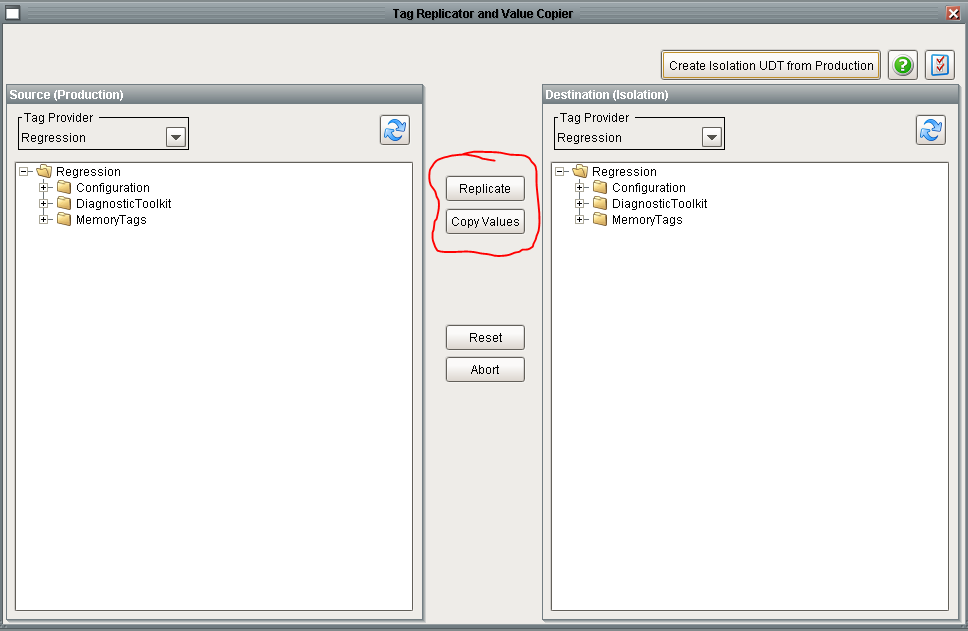 Tag Replicator and Value Copier
Create Isolation UDT from Production
Source (Production)
Tag Provider
Regression
Regression
Configuration
DiagnosticToolkit
MemoryTags
Replicate
Copy Values
Reset
Abort
Destination (Isolation)
Tag Provider
Regression
Regression
Configuration
DiagnosticToolkit
MemoryTags